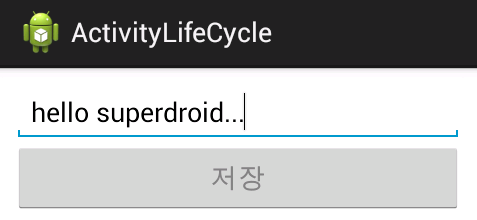 ActivityLifeCycle
hello superdroid...
저장